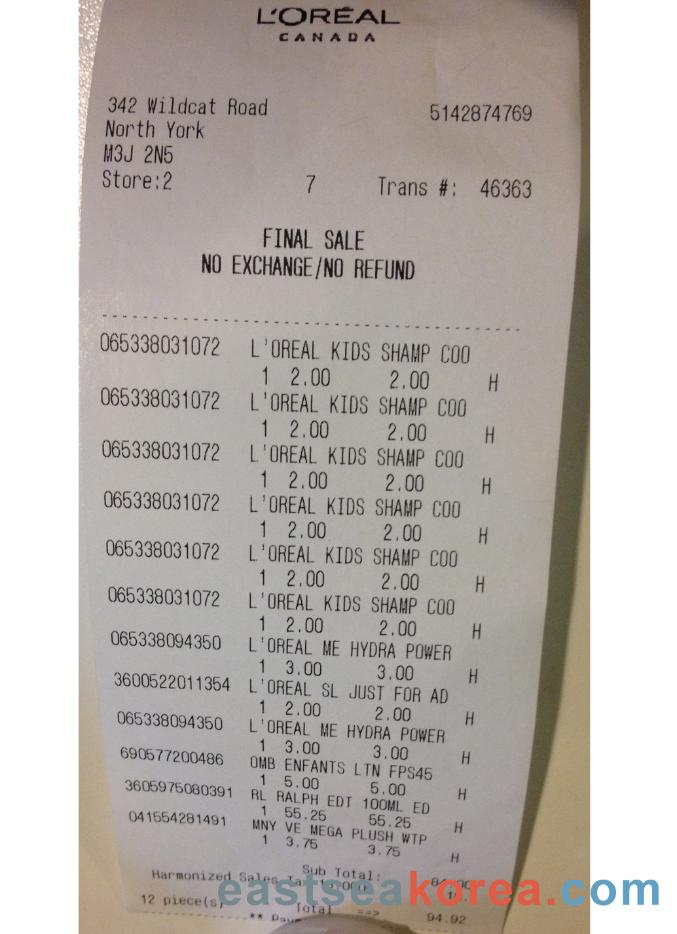 L'ORÉAL
CANADA
342 Wildcat Road 5142874769
North York
M3J 2N5
Store:2 7 Trans #: 46363
FINAL SALE
NO EXCHANGE/NO REFUND
065338031072 L'OREAL KIDS SHAMP COO
1 2.00 2.00 H
065338031072 L'OREAL KIDS SHAMP COO
1 2.00 2.00 H
065338031072 L'OREAL KIDS SHAMP COO
1 2.00 2.00 H
065338031072 L'OREAL KIDS SHAMP COO
1 2.00 2.00 H
065338031072 L'OREAL KIDS SHAMP COO
1 2.00 2.00 H
065338031072 L'OREAL KIDS SHAMP COO
1 2.00 2.00 H
065338094350 L'OREAL ME HYDRA POWER
1 3.00 3.00 H
3600522011354 L'OREAL SL JUST FOR AD
1 2.00 2.00 H
065338094350 L'OREAL ME HYDRA POWER
1 3.00 3.00 H
690577200486 OMB ENFANTS LTN FPS45
1 5.00 5.00 H
3605975080391 RL RALPH EDT 100ML ED
1 55.25 55.25 H
041554281491 MNY VE MEGA PLUSH WTP
1 3.75 3.75 H
Sub Total:
Harmonized Sales
12 piece(s) Total ==> 94.92
eastseakorea.com